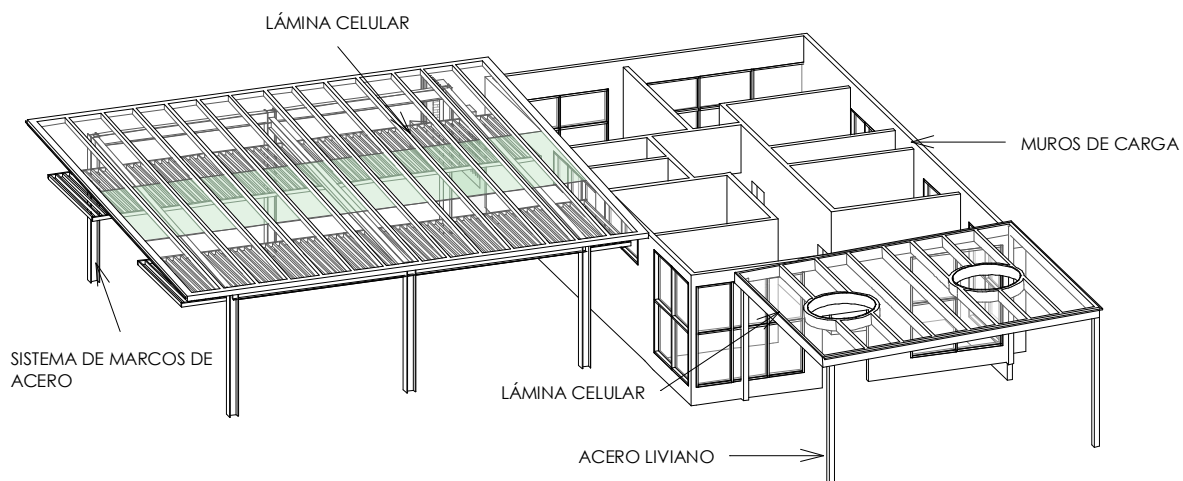 LÁMINA CELULAR
MUROS DE CARGA
SISTEMA DE MARCOS DE
ACERO
LÁMINA CELULAR
ACERO LIVIANO